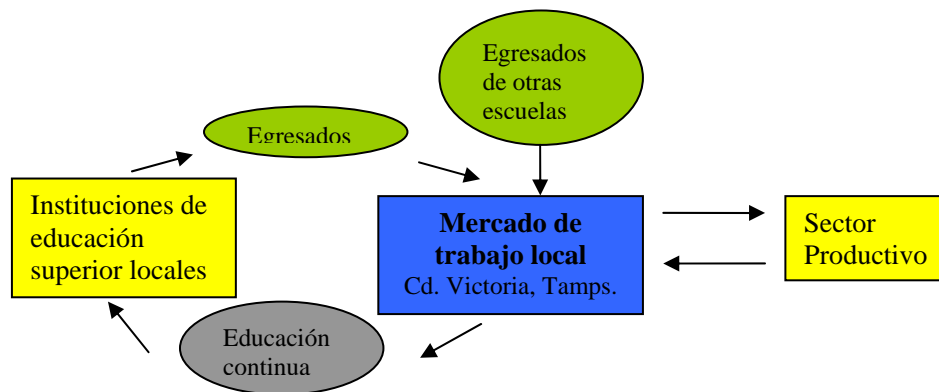 Egresados
de otras
escuelas
Egresados
Instituciones de
educación
superior locales
Mercado de
trabajo local
Cd. Victoria, Tamps.
Sector
Productivo
Educación
continua